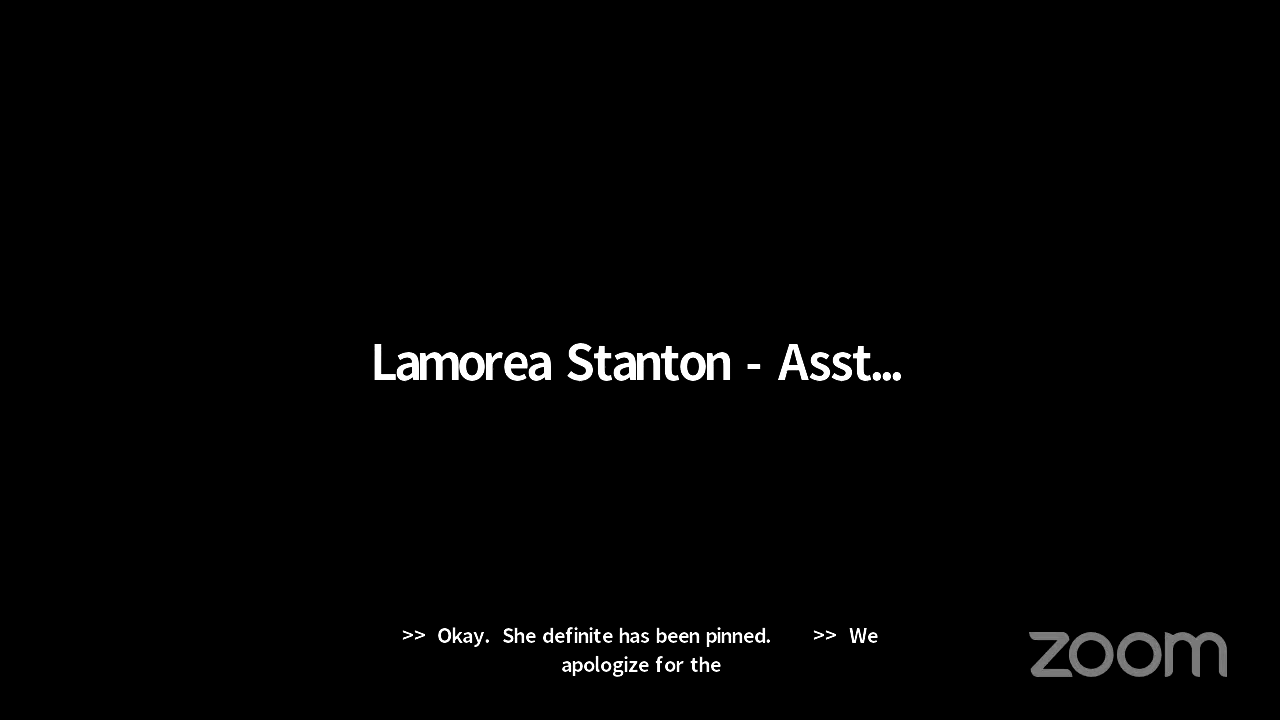 Lamorea Stanton - Asst...
>> Okay. She definite has been pinned. >> We
apologize for the
zoom